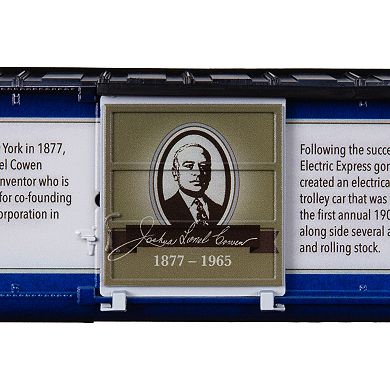 York in 1877,
el Cowen
nventor who is
for co-founding
orporation in
Joshua Lionel Cowen
1877 – 1965
Following the succe
Electric Express gon
created an electrica
trolley car that was
the first annual 190
along side several a
and rolling stock.